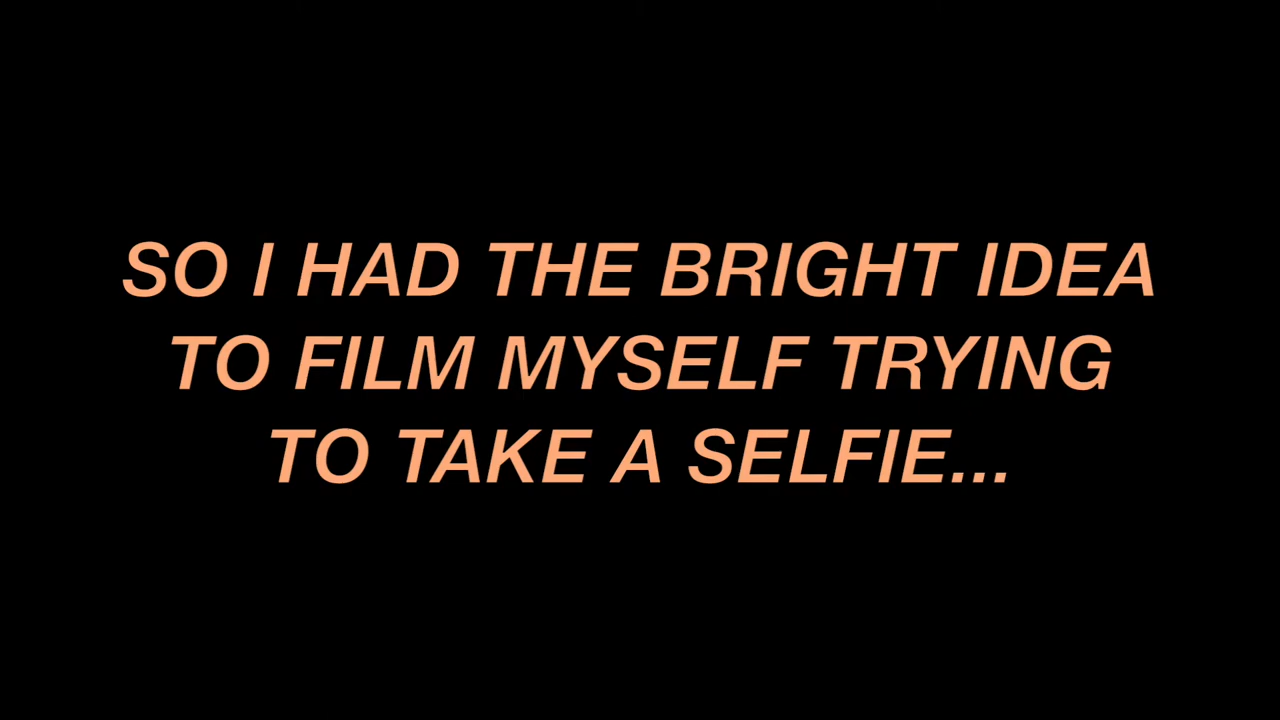 SO I HAD THE BRIGHT IDEA
TO FILM MYSELF TRYING
TO TAKE A SELFIE...